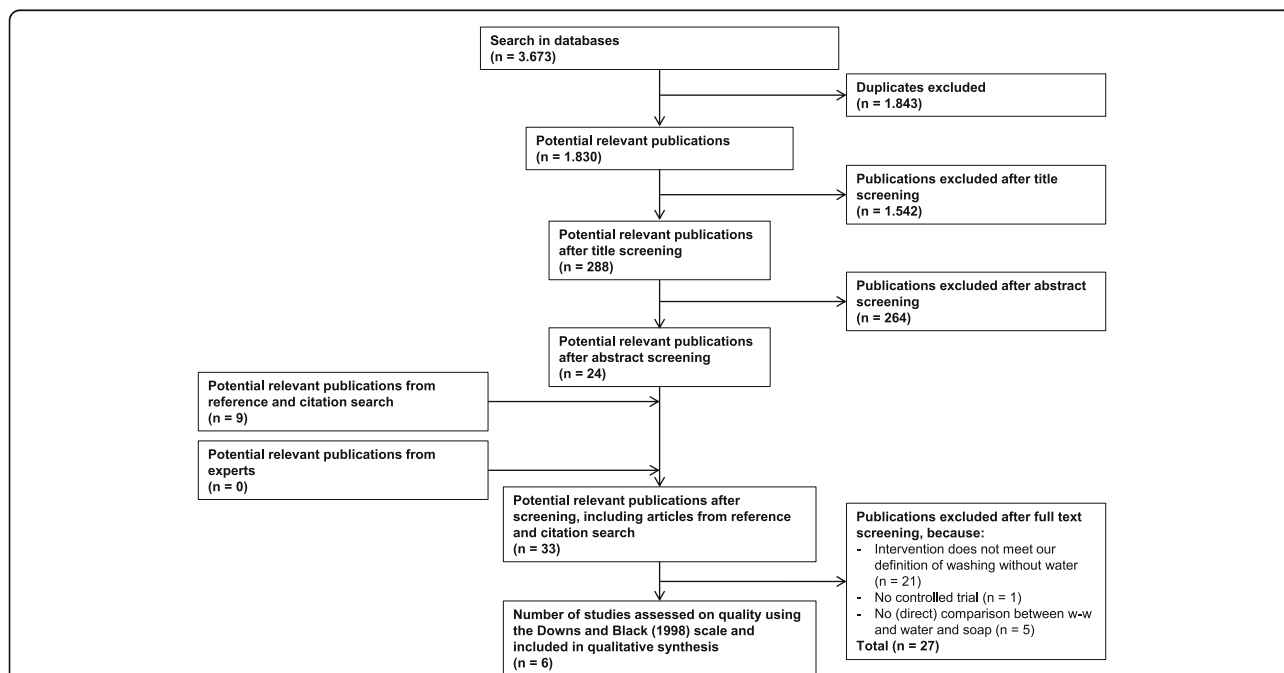 Search in databases
(n = 3.673)
Duplicates excluded
(n = 1.843)
Potential relevant publications
(n = 1.830)
Publications excluded after title
screening
(n = 1.542)
Potential relevant publications
after title screening
(n = 288)
Publications excluded after abstract
screening
(n = 264)
Potential relevant publications
after abstract screening
(n = 24)
Potential relevant publications from
reference and citation search
(n = 9)
Potential relevant publications from
experts
(n = 0)
Potential relevant publications after
screening, including articles from reference
and citation search
(n = 33)
Publications excluded after full text
screening, because:
- Intervention does not meet our
definition of washing without water
(n = 21)
- No controlled trial (n = 1)
- No (direct) comparison between w-w
and water and soap (n = 5)
Total (n = 27)
Number of studies assessed on quality using
the Downs and Black (1998) scale and
included in qualitative synthesis
(n = 6)